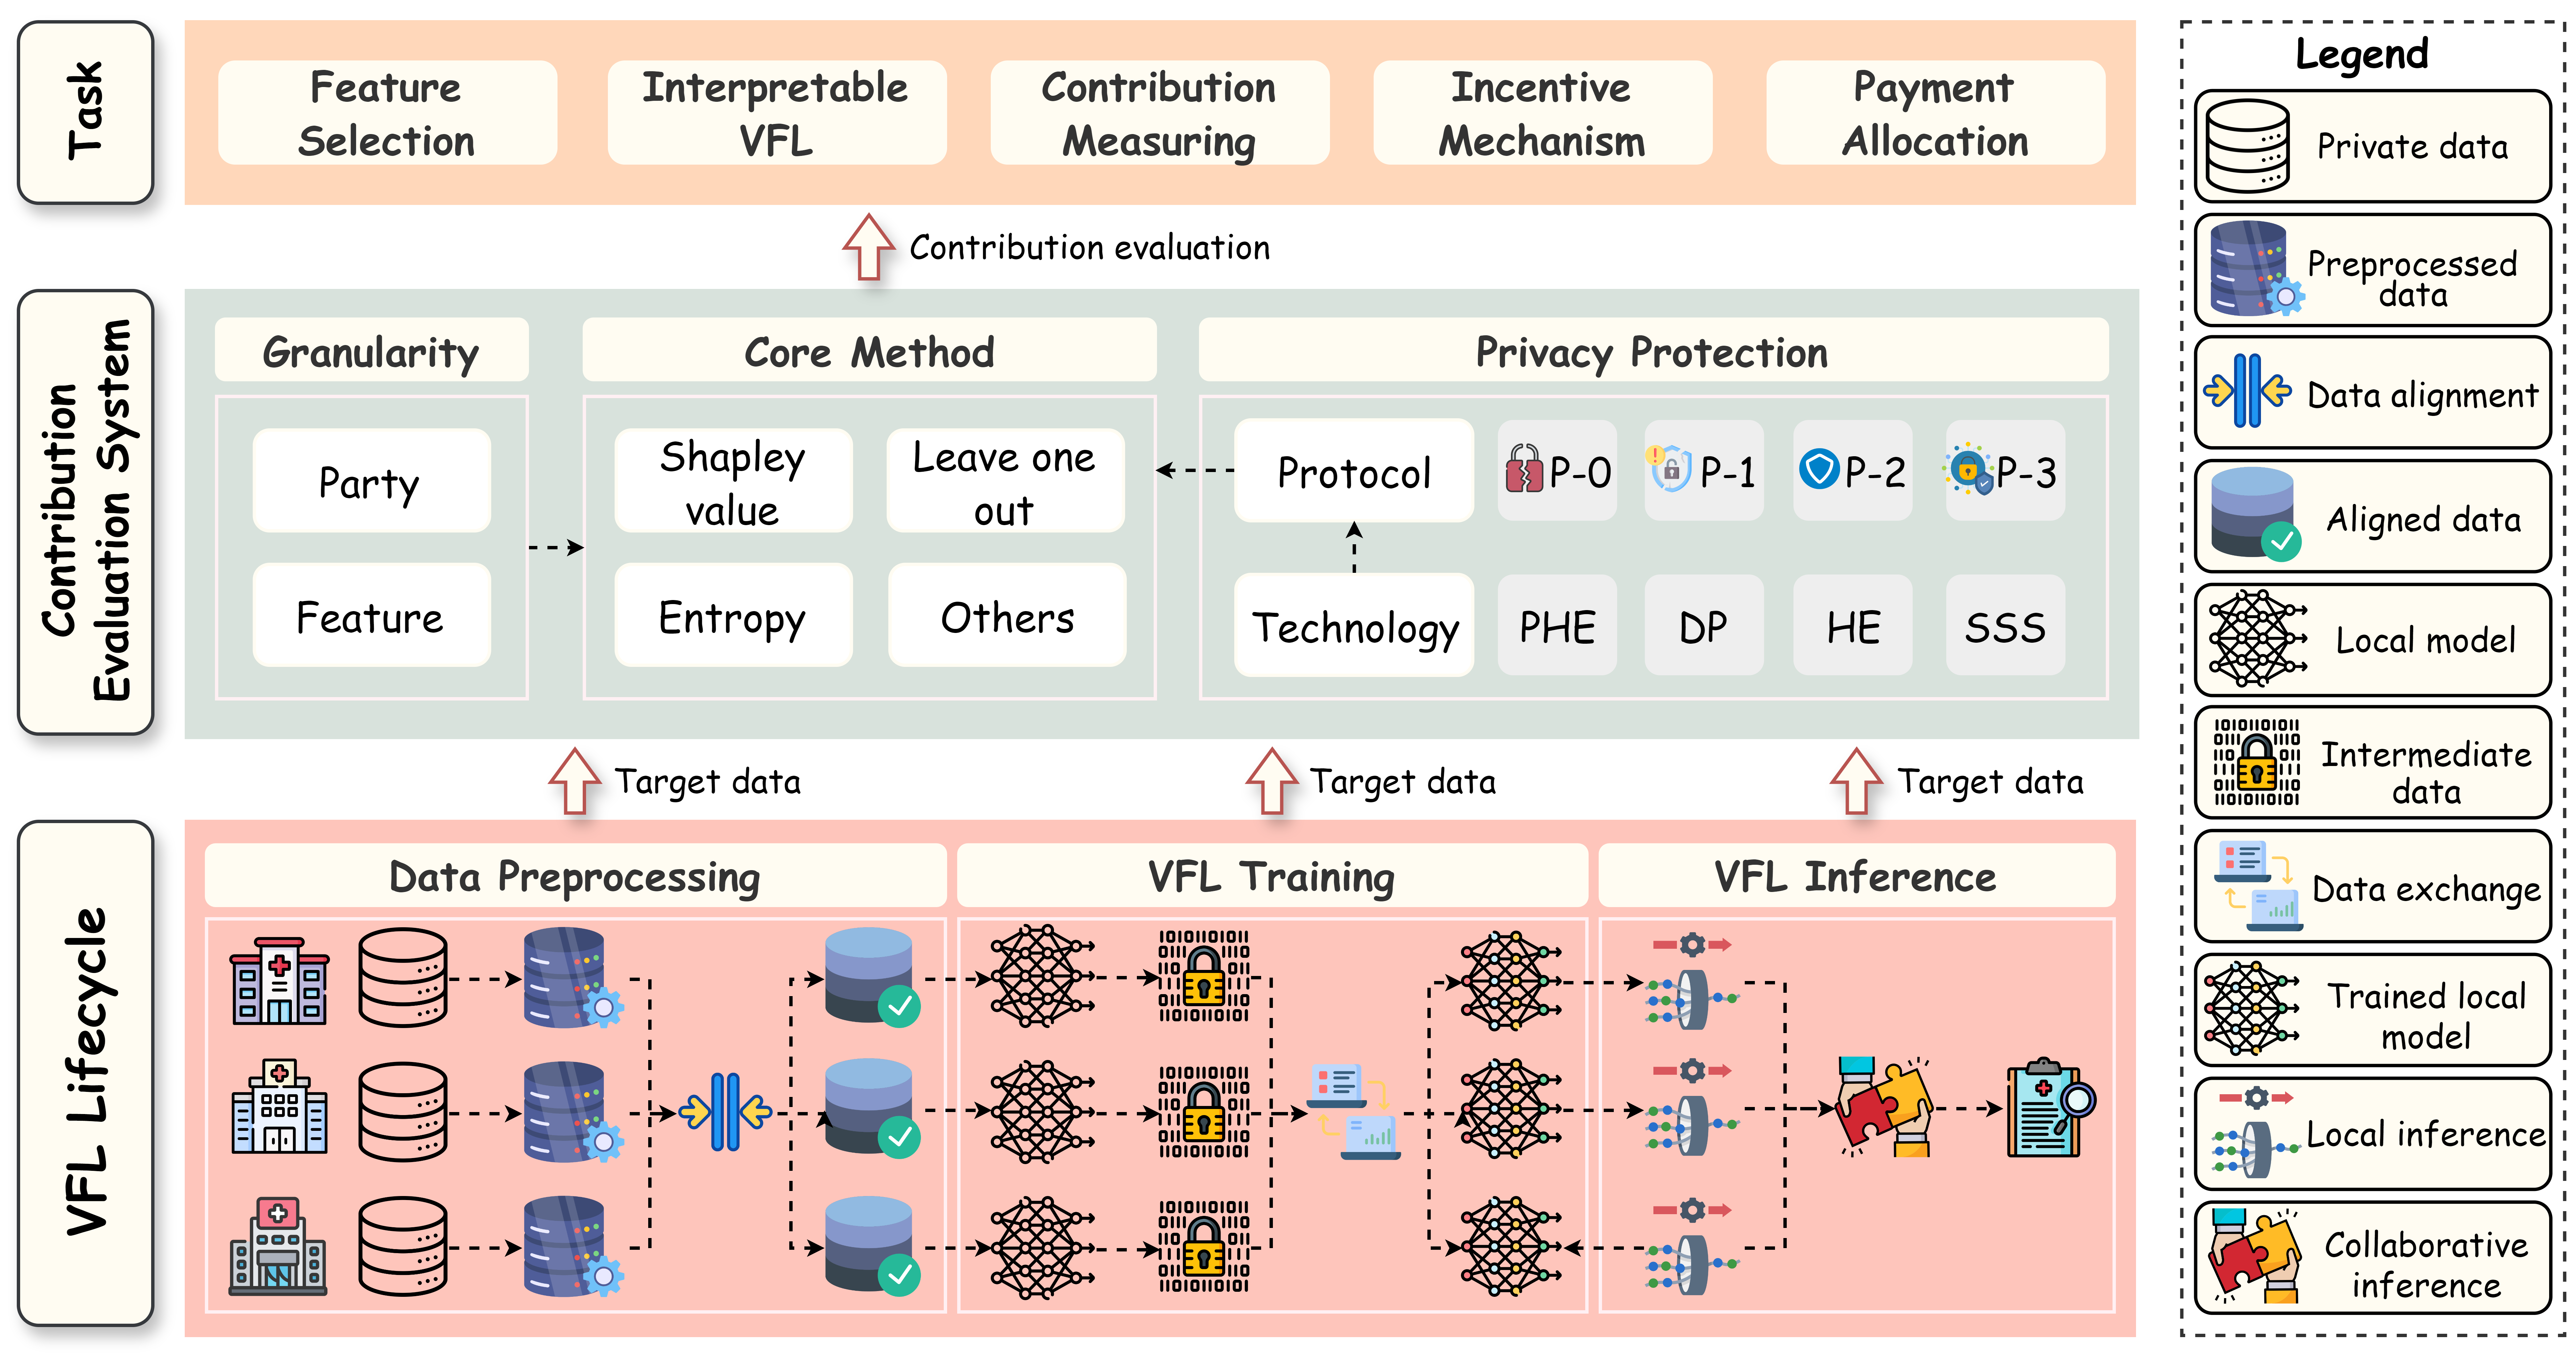 Task
Feature
Selection
Interpretable
VFL
Contribution
Measuring
Incentive
Mechanism
Payment
Allocation
Contribution evaluation
Contribution
Evaluation System
Granularity
Party
Feature
Core Method
Shapley
value
Leave one
out
Entropy
Others
Privacy Protection
Protocol
P-0
P-1
P-2
P-3
Technology
PHE
DP
HE
SSS
Target data
Target data
Target data
VFL Lifecycle
Data Preprocessing
VFL Training
VFL Inference
Legend
Private data
Preprocessed
data
Data alignment
Aligned data
Local model
Intermediate
data
Data exchange
Trained local
model
Local inference
Collaborative
inference